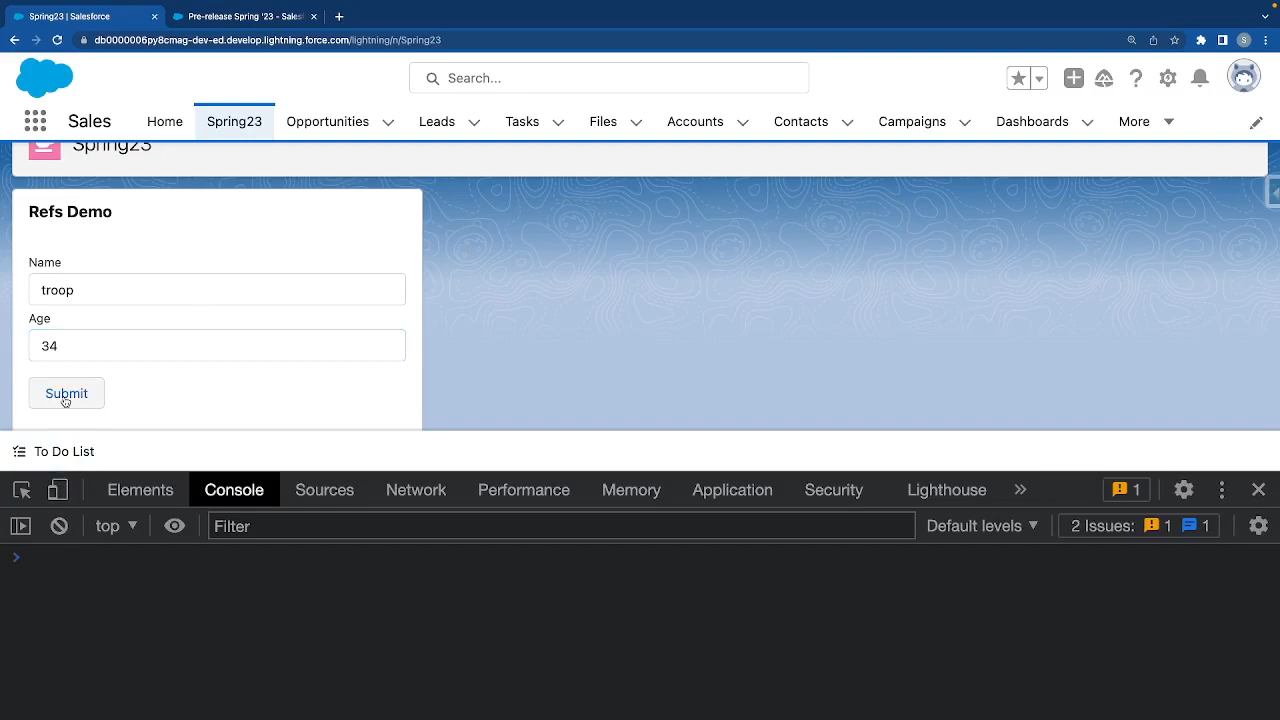 Spring23 | Salesforce
Pre-release Spring '23 - Sales
db0000006py8cmag-dev-ed.develop.lightning.force.com/lightning/n/Spring23
S
Search...
Sales
Home
Spring23
Opportunities
Leads
Tasks
Files
Accounts
Contacts
Campaigns
Dashboards
More
Spring23
Refs Demo
Name
troop
Age
34
Submit
To Do List
Elements
Console
Sources
Network
Performance
Memory
Application
Security
Lighthouse
1
top
Filter
Default levels
2 Issues: 1 1